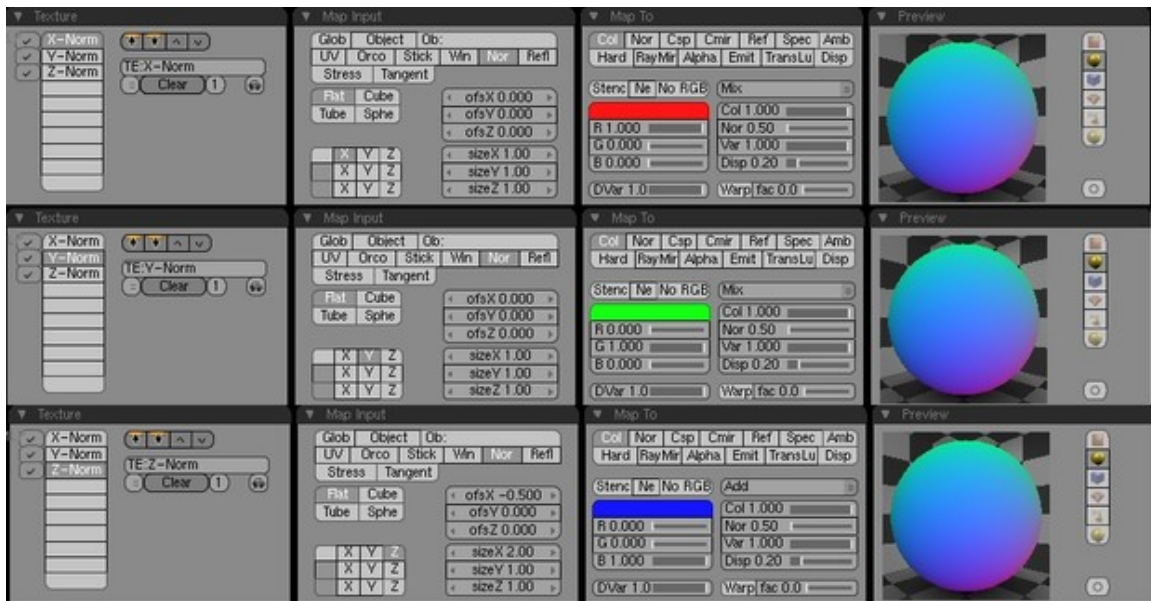 Texture Map Input Map To Preview
X-Norm
Y-Norm
Z-Norm
TE:X-Norm
Clear 1
Glob Object Ob:
UV Orco Stick Win Nor Refl
Stress Tangent
Flat Cube
Tube Sphe
ofsX 0.000
ofsY 0.000
ofsZ 0.000
X Y Z
X Y Z
X Y Z
sizeX 1.00
sizeY 1.00
sizeZ 1.00
Col Nor Csp Cmir Ref Spec Amb
Hard RayMir Alpha Emit TransLu Disp
Stenc Ne No RGB Mix
R 1.000
G 0.000
B 0.000
Col 1.000
Nor 0.50
Var 1.000
Disp 0.20
DVar 1.0 Warp fac 0.0
Texture Map Input Map To Preview
X-Norm
Y-Norm
Z-Norm
TE:Y-Norm
Clear 1
Glob Object Ob:
UV Orco Stick Win Nor Refl
Stress Tangent
Flat Cube
Tube Sphe
ofsX 0.000
ofsY 0.000
ofsZ 0.000
X Y Z
X Y Z
X Y Z
sizeX 1.00
sizeY 1.00
sizeZ 1.00
Col Nor Csp Cmir Ref Spec Amb
Hard RayMir Alpha Emit TransLu Disp
Stenc Ne No RGB Mix
R 0.000
G 1.000
B 0.000
Col 1.000
Nor 0.50
Var 1.000
Disp 0.20
DVar 1.0 Warp fac 0.0
Texture Map Input Map To Preview
X-Norm
Y-Norm
Z-Norm
TE:Z-Norm
Clear 1
Glob Object Ob:
UV Orco Stick Win Nor Refl
Stress Tangent
Flat Cube
Tube Sphe
ofsX -0.500
ofsY 0.000
ofsZ 0.000
X Y Z
X Y Z
X Y Z
sizeX 2.00
sizeY 1.00
sizeZ 1.00
Col Nor Csp Cmir Ref Spec Amb
Hard RayMir Alpha Emit TransLu Disp
Stenc Ne No RGB Add
R 0.000
G 0.000
B 1.000
Col 1.000
Nor 0.50
Var 1.000
Disp 0.20
DVar 1.0 Warp fac 0.0